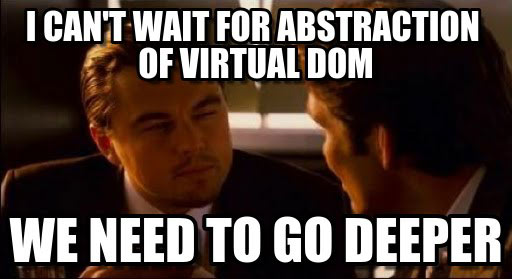 I CAN'T WAIT FOR ABSTRACTION
OF VIRTUAL DOM
WE NEED TO GO DEEPER